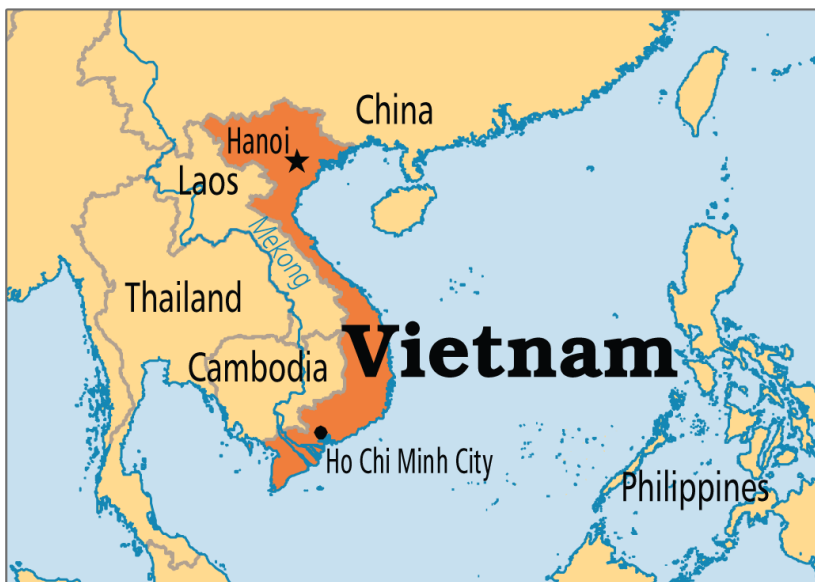 China
Hanoi
Laos
Mekong
Thailand
Vietnam
Cambodia
Ho Chi Minh City
Philippines